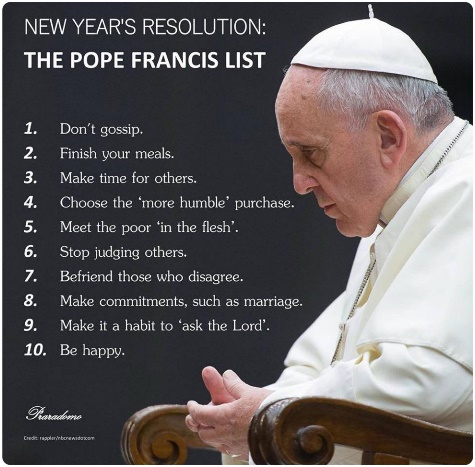 NEW YEAR'S RESOLUTION:
THE POPE FRANCIS LIST
1. Don't gossip.
2. Finish your meals.
3. Make time for others.
4. Choose the 'more humble' purchase.
5. Meet the poor 'in the flesh'.
6. Stop judging others.
7. Befriend those who disagree.
8. Make commitments, such as marriage.
9. Make it a habit to 'ask the Lord'.
10. Be happy.
Praradomo
Credit: rappler/nbcnewsdotcom